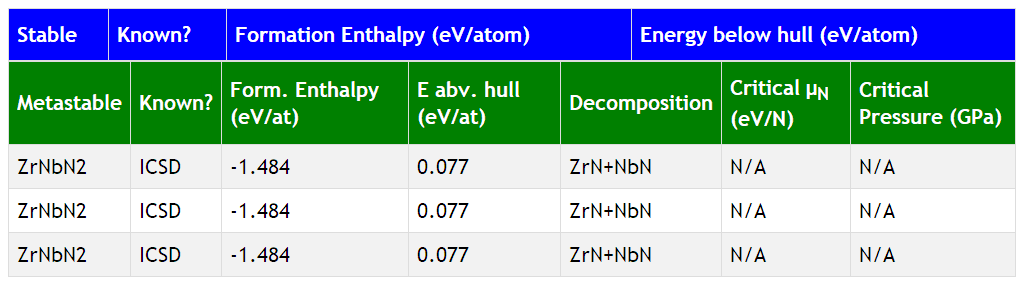 Stable Known? Formation Enthalpy (eV/atom) Energy below hull (eV/atom)
Metastable Known? Form. Enthalpy (eV/at) E abv. hull (eV/at) Decomposition Critical μN (eV/N) Critical Pressure (GPa)
ZrNbN2 ICSD -1.484 0.077 ZrN+NbN N/A N/A
ZrNbN2 ICSD -1.484 0.077 ZrN+NbN N/A N/A
ZrNbN2 ICSD -1.484 0.077 ZrN+NbN N/A N/A